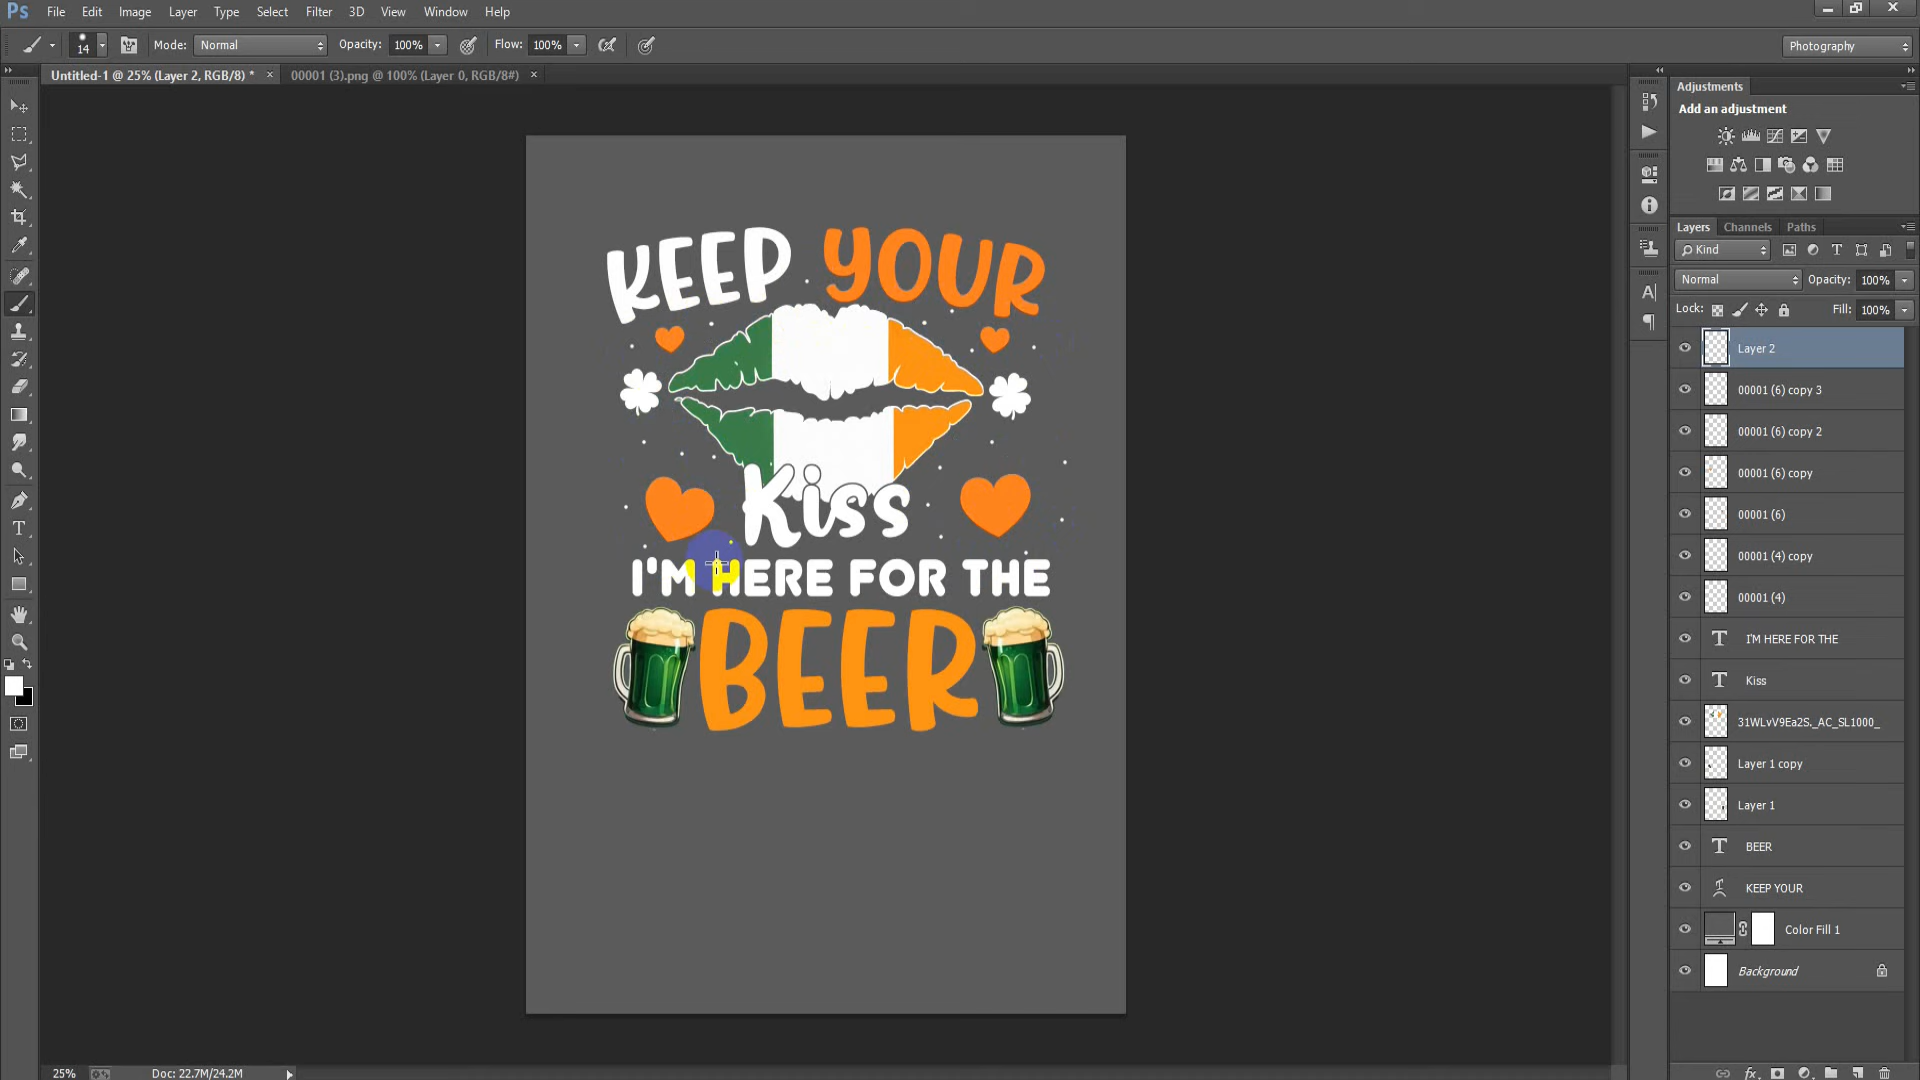 Ps File Edit Image Layer Type Select Filter 3D View Window Help
14 Mode: Normal Opacity: 100% Flow: 100% Photography
Untitled-1 @ 25% (Layer 2, RGB/8) * × 00001 (3).png @ 100% (Layer 0, RGB/8#) ×
Adjustments
Add an adjustment
Layers Channels Paths
Kind
Normal Opacity: 100%
Lock: Fill: 100%
Layer 2
00001 (6) copy 3
00001 (6) copy 2
00001 (6) copy
00001 (6)
00001 (4) copy
00001 (4)
I'M HERE FOR THE
Kiss
31WLvV9Ea2S._AC_SL1000_
Layer 1 copy
Layer 1
BEER
KEEP YOUR
Color Fill 1
Background
KEEP YOUR
Kiss
I'M HERE FOR THE
BEER
25% Doc: 22.7M/24.2M